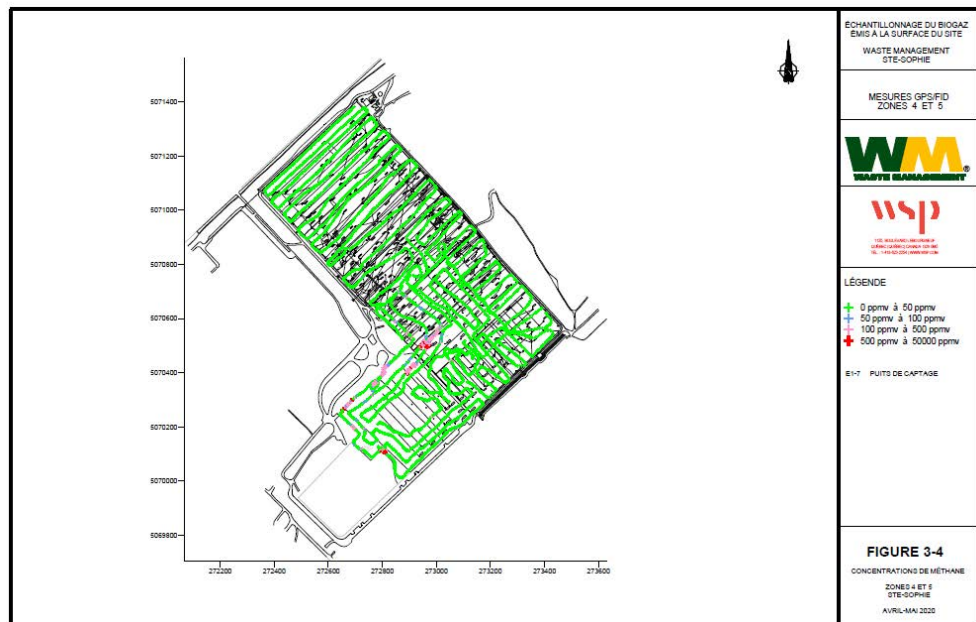 5071400
5071200
5071000
5070800
5070600
5070400
5070200
5070000
5069800
272200
272400
272600
272800
273000
273200
273400
273600
ÉCHANTILLONNAGE DU BIOGAZ
ÉMIS À LA SURFACE DU SITE
WASTE MANAGEMENT
STE-SOPHIE
MESURES GPS/FID
ZONES 4 ET 5
WM®
WASTE MANAGEMENT
wsp
LÉGENDE
0 ppmv à 50 ppmv
50 ppmv à 100 ppmv
100 ppmv à 500 ppmv
500 ppmv à 50000 ppmv
E1-7 PUITS DE CAPTAGE
FIGURE 3-4
CONCENTRATIONS DE MÉTHANE
ZONES 4 ET 5
STE-SOPHIE
AVRIL-MAI 2020